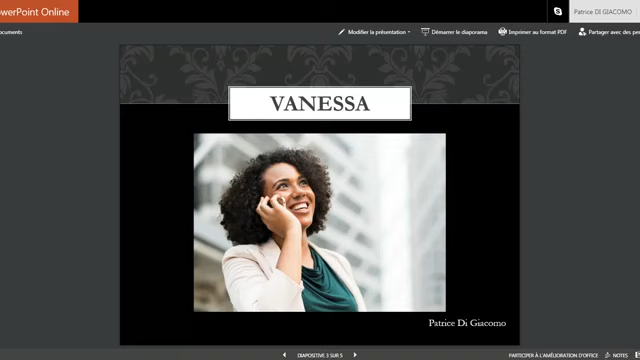 owerPoint Online
Patrice DI GIACOMO
ocuments
Modifier la présentation
Démarrer le diaporama
Imprimer au format PDF
Partager avec des per
VANESSA
Patrice Di Giacomo
DIAPOSITIVE 3 SUR 5
PARTICIPER À L'AMÉLIORATION D'OFFICE
NOTES